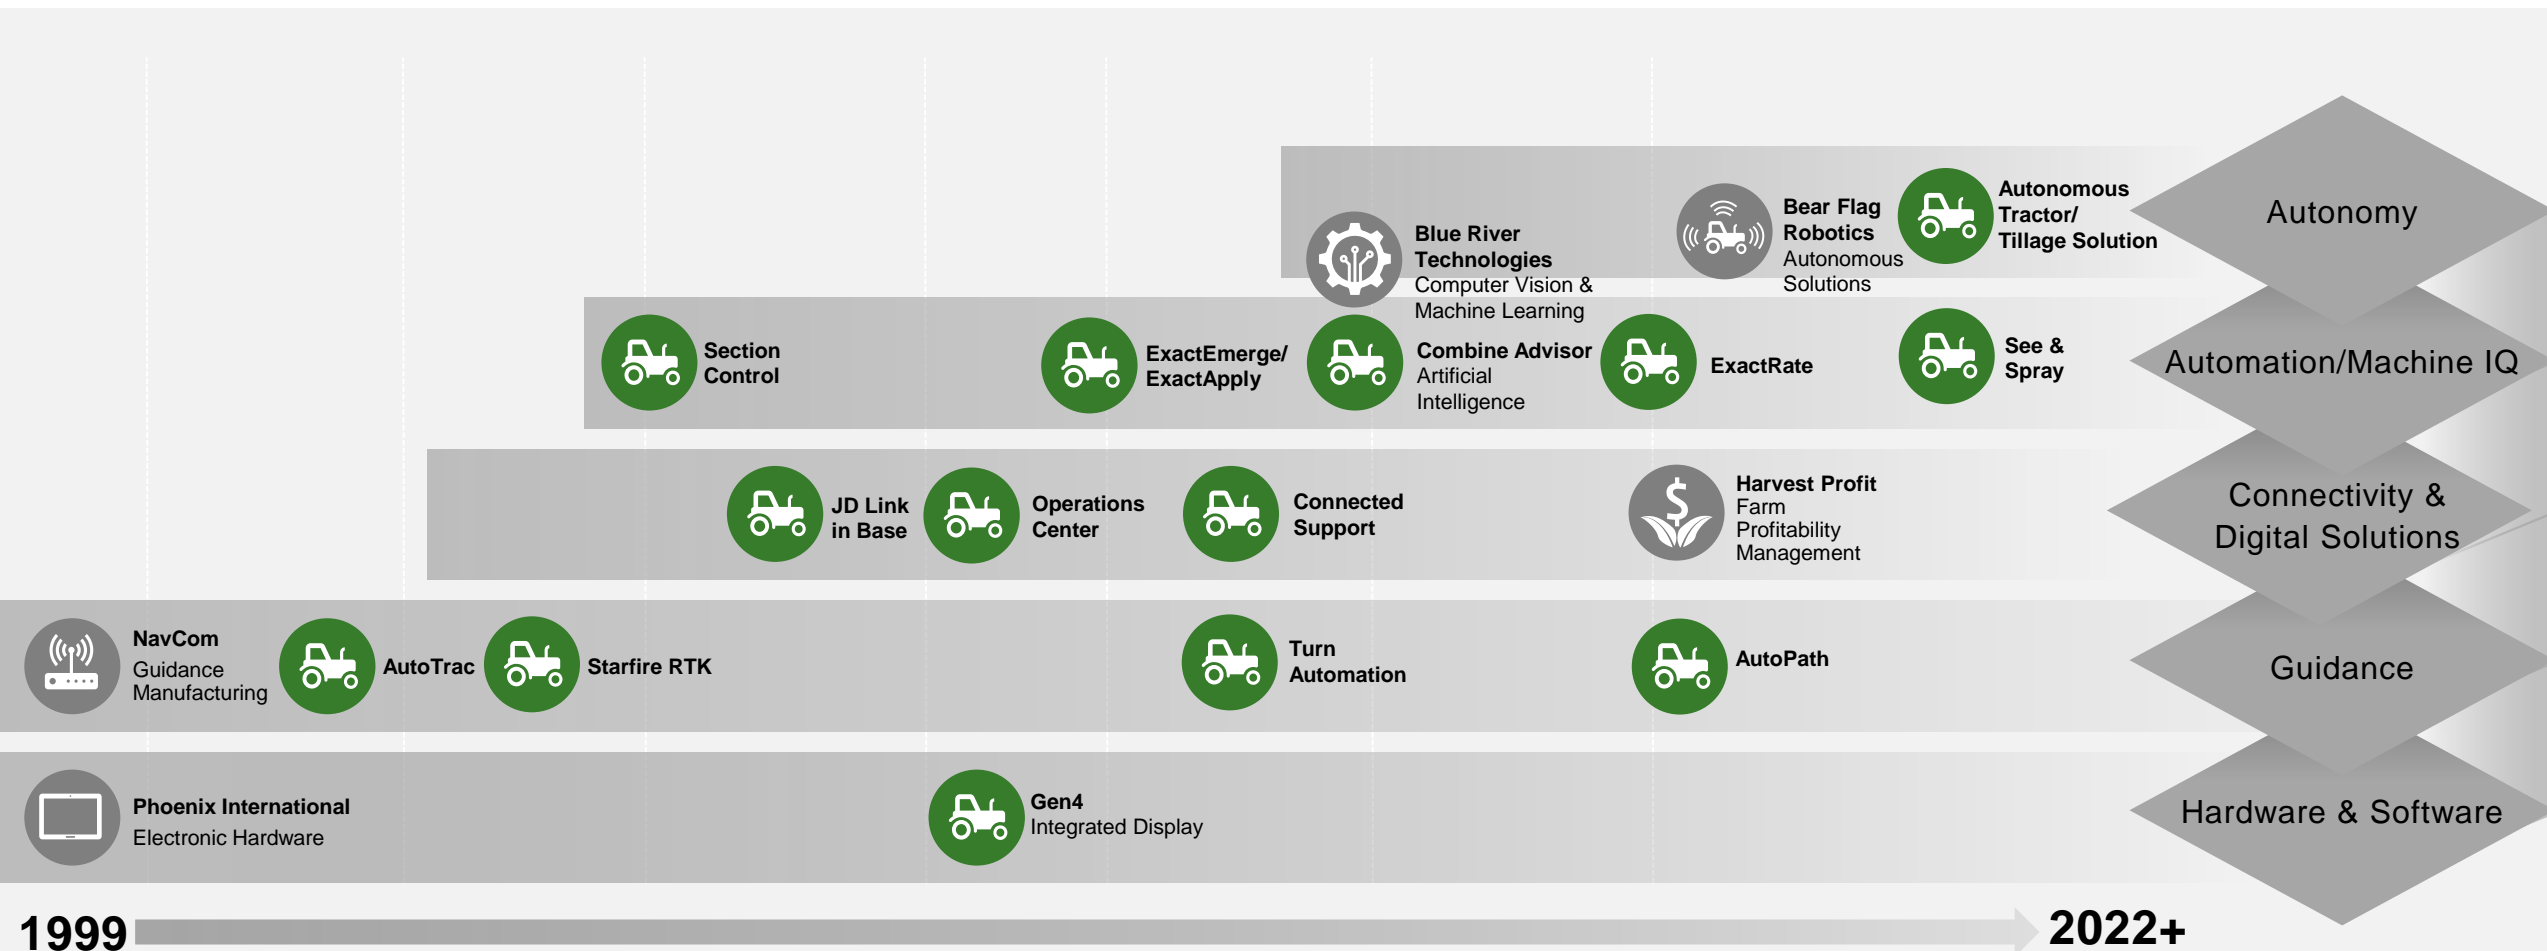 Autonomous
Tractor/
Tillage Solution
Bear Flag
Robotics
Autonomous
Solutions
Blue River
Technologies
Computer Vision &
Machine Learning
Autonomy
Section
Control
ExactEmerge/
ExactApply
Combine Advisor
Artificial
Intelligence
ExactRate
See &
Spray
Automation/Machine IQ
JD Link
in Base
Operations
Center
Connected
Support
Harvest Profit
Farm
Profitability
Management
Connectivity &
Digital Solutions
NavCom
Guidance
Manufacturing
AutoTrac
Starfire RTK
Turn
Automation
AutoPath
Guidance
Phoenix International
Electronic Hardware
Gen4
Integrated Display
Hardware & Software
1999
2022+